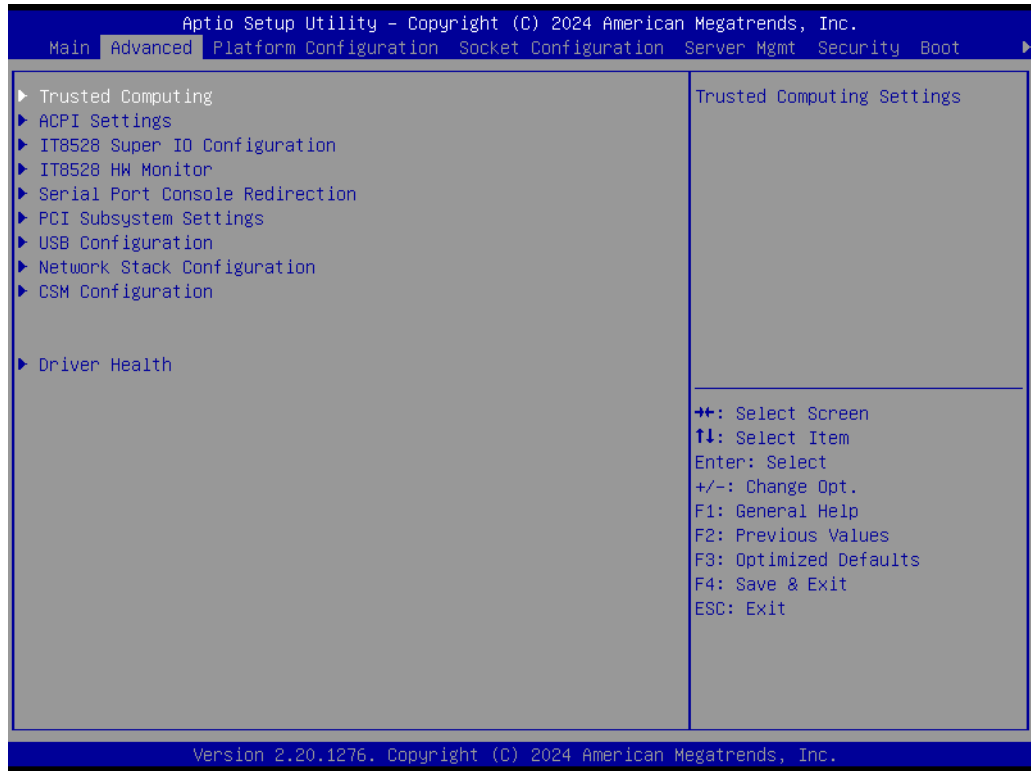 Aptio Setup Utility – Copyright (C) 2024 American Megatrends, Inc.
Main Advanced Platform Configuration Socket Configuration Server Mgmt Security Boot
Trusted Computing
ACPI Settings
IT8528 Super IO Configuration
IT8528 HW Monitor
Serial Port Console Redirection
PCI Subsystem Settings
USB Configuration
Network Stack Configuration
CSM Configuration
Driver Health
Trusted Computing Settings
→←: Select Screen
↑↓: Select Item
Enter: Select
+/-: Change Opt.
F1: General Help
F2: Previous Values
F3: Optimized Defaults
F4: Save & Exit
ESC: Exit
Version 2.20.1276. Copyright (C) 2024 American Megatrends, Inc.